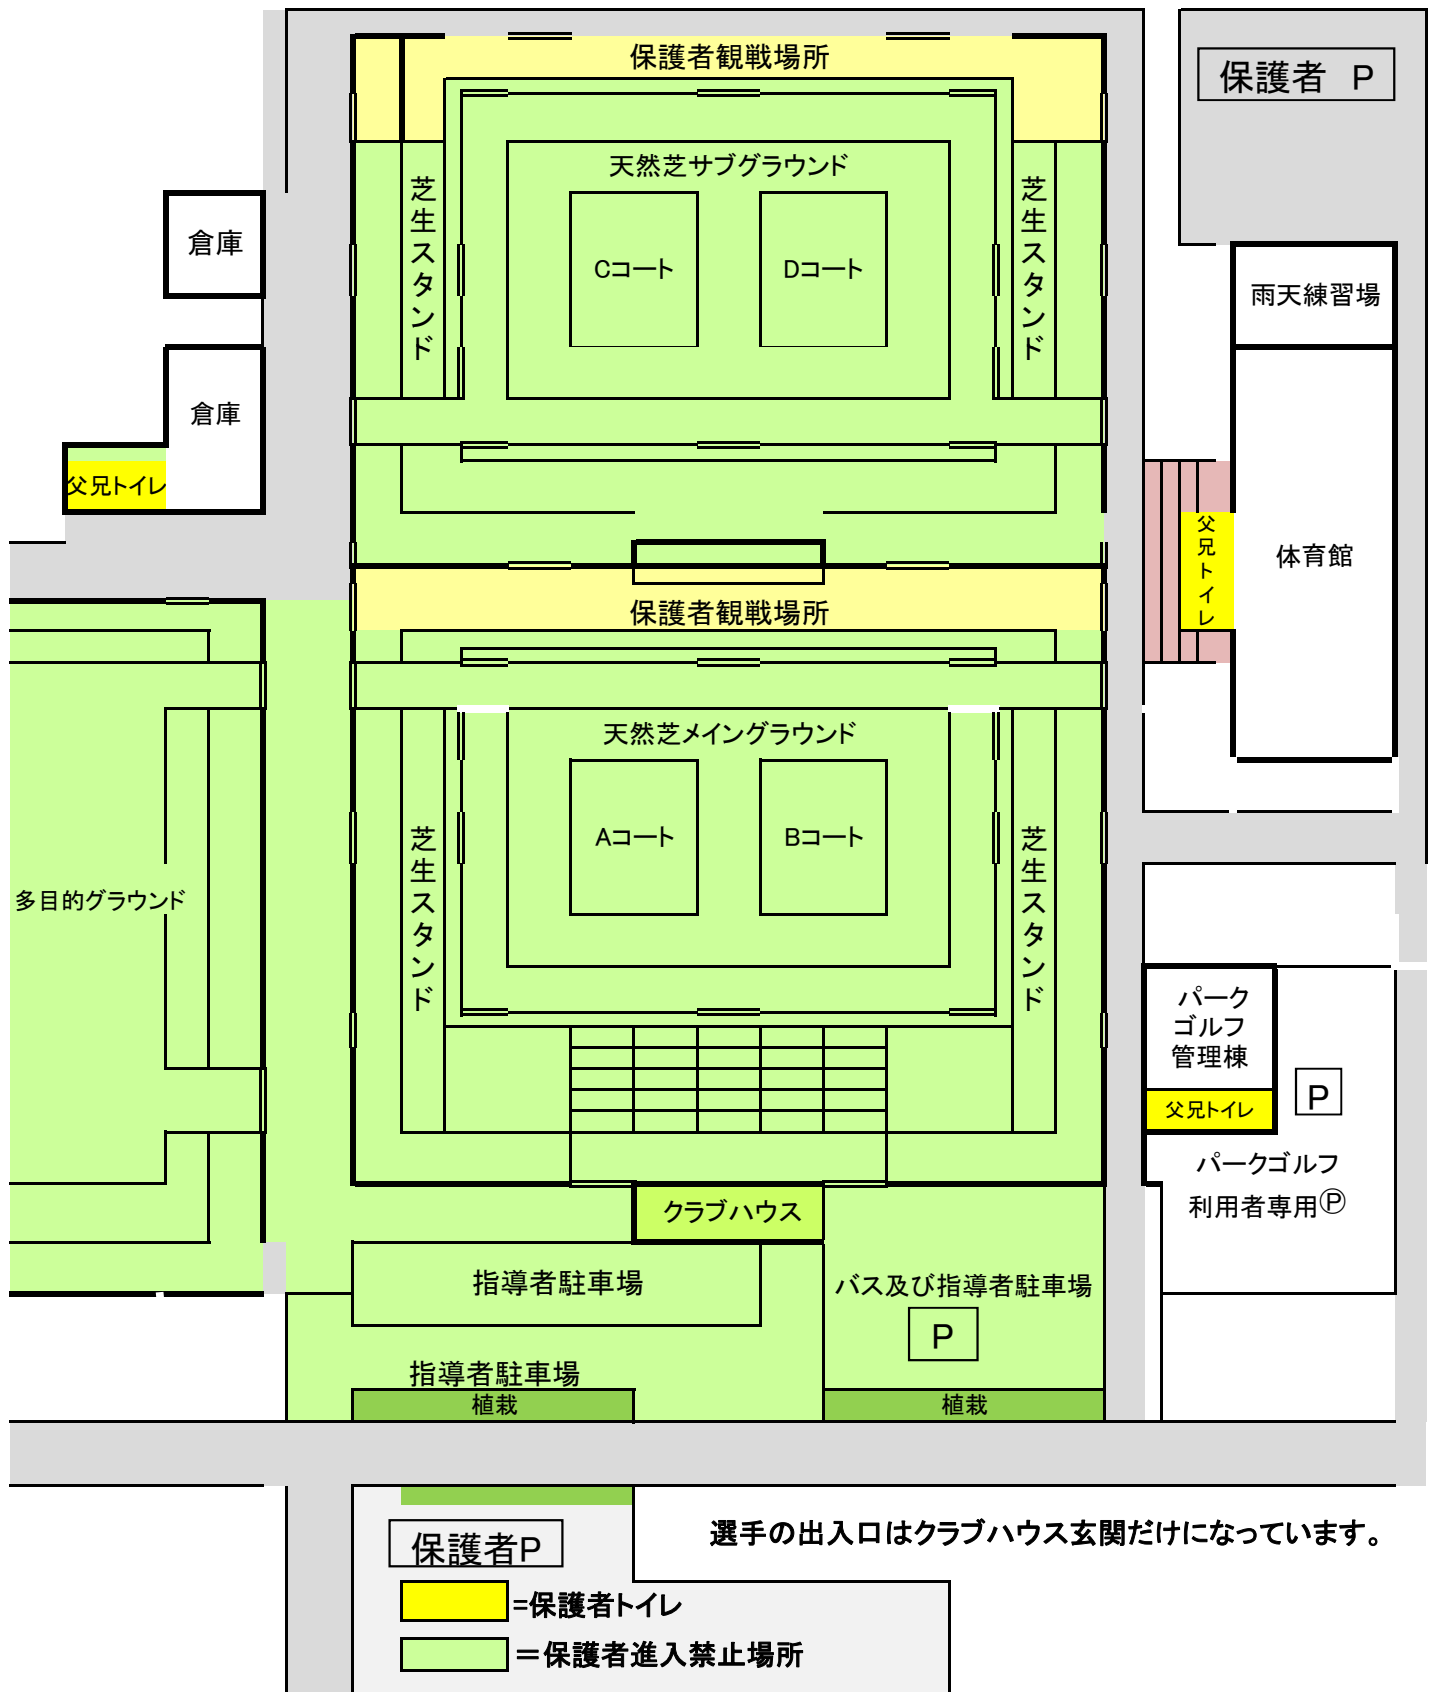 保護者観戦場所
保護者　P
天然芝サブグラウンド
芝生スタンド
芝生スタンド
倉庫
Cコート
Dコート
雨天練習場
倉庫
父兄トイレ
父兄トイレ
体育館
保護者観戦場所
天然芝メイングラウンド
芝生スタンド
Aコート
Bコート
芝生スタンド
多目的グラウンド
パーク
ゴルフ
管理棟
P
父兄トイレ
パークゴルフ
利用者専用Ⓟ
クラブハウス
指導者駐車場
バス及び指導者駐車場
P
指導者駐車場
植栽
植栽
選手の出入口はクラブハウス玄関だけになっています。
保護者P
=保護者トイレ
＝保護者進入禁止場所